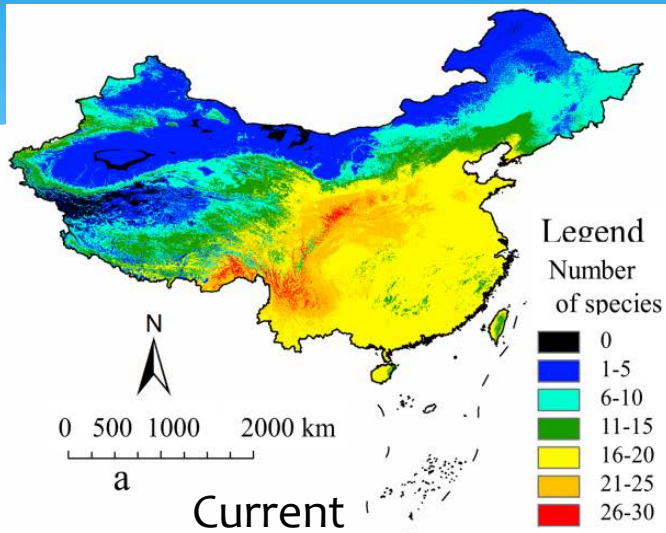 Legend
Number
of species
0
1-5
6-10
11-15
16-20
21-25
26-30
N
0 500 1000 2000 km
a
Current